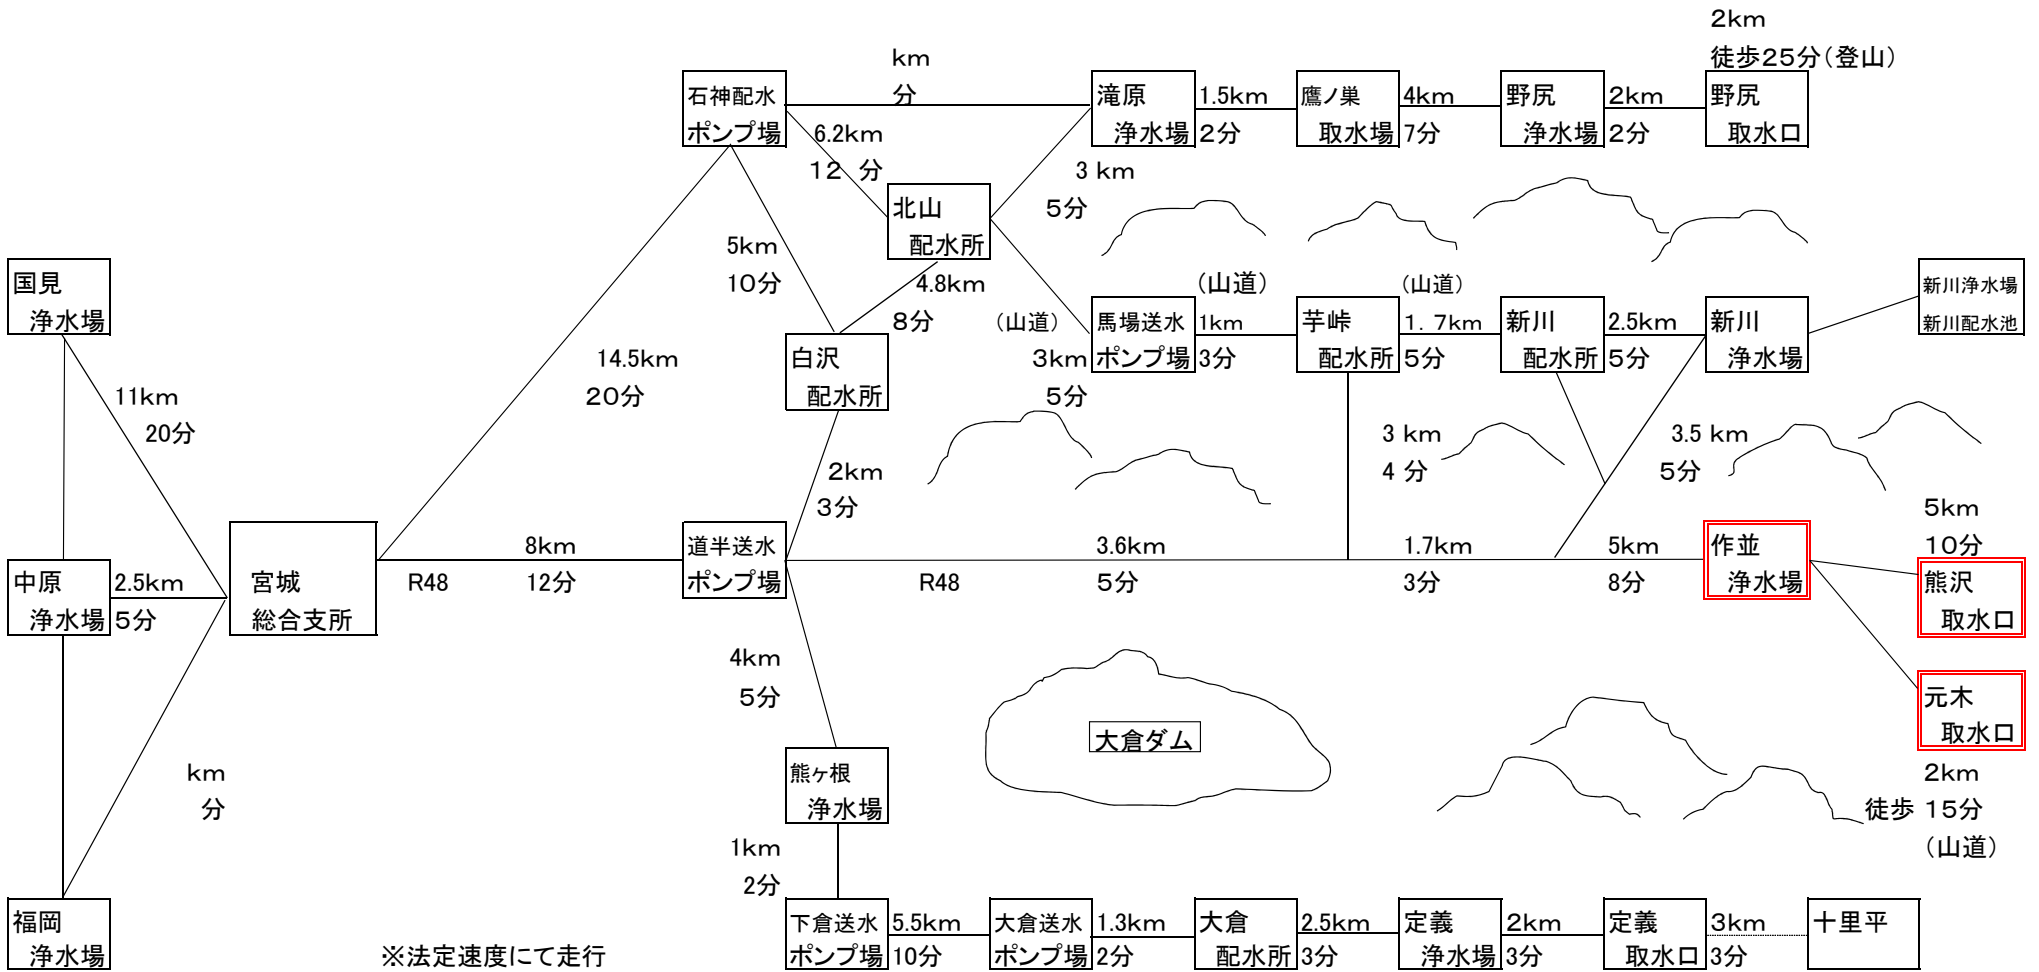 2km
徒歩25分(登山)
km
分
石神配水
ポンプ場
滝原
浄水場
1.5km
2分
鷹ノ巣
取水場
4km
7分
野尻
浄水場
2km
2分
野尻
取水口
6.2km
12 分
3 km
5分
北山
配水所
5km
10分
4.8km
8分
国見
浄水場
(山道)
(山道)
(山道)
新川浄水場
新川配水池
馬場送水
ポンプ場
1km
3分
芋峠
配水所
1.7km
5分
新川
配水所
2.5km
5分
新川
浄水場
白沢
配水所
3km
5分
14.5km
20分
11km
20分
2km
3分
3 km
4 分
3.5 km
5分
5km
10分
中原
浄水場
2.5km
5分
宮城
総合支所
R48
8km
12分
道半送水
ポンプ場
R48
3.6km
5分
1.7km
3分
5km
8分
作並
浄水場
熊沢
取水口
元木
取水口
2km
徒歩 15分
(山道)
4km
5分
大倉ダム
km
分
熊ヶ根
浄水場
1km
2分
福岡
浄水場
※法定速度にて走行
下倉送水
ポンプ場
5.5km
10分
大倉送水
ポンプ場
1.3km
2分
大倉
配水所
2.5km
3分
定義
浄水場
2km
3分
定義
取水口
3km
3分
十里平